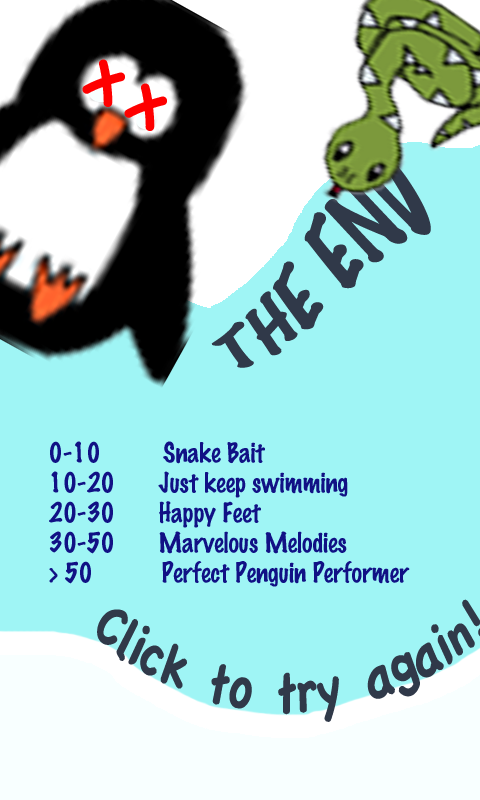 THE END
0-10 Snake Bait
10-20 Just keep swimming
20-30 Happy Feet
30-50 Marvelous Melodies
> 50 Perfect Penguin Performer
Click to try again!